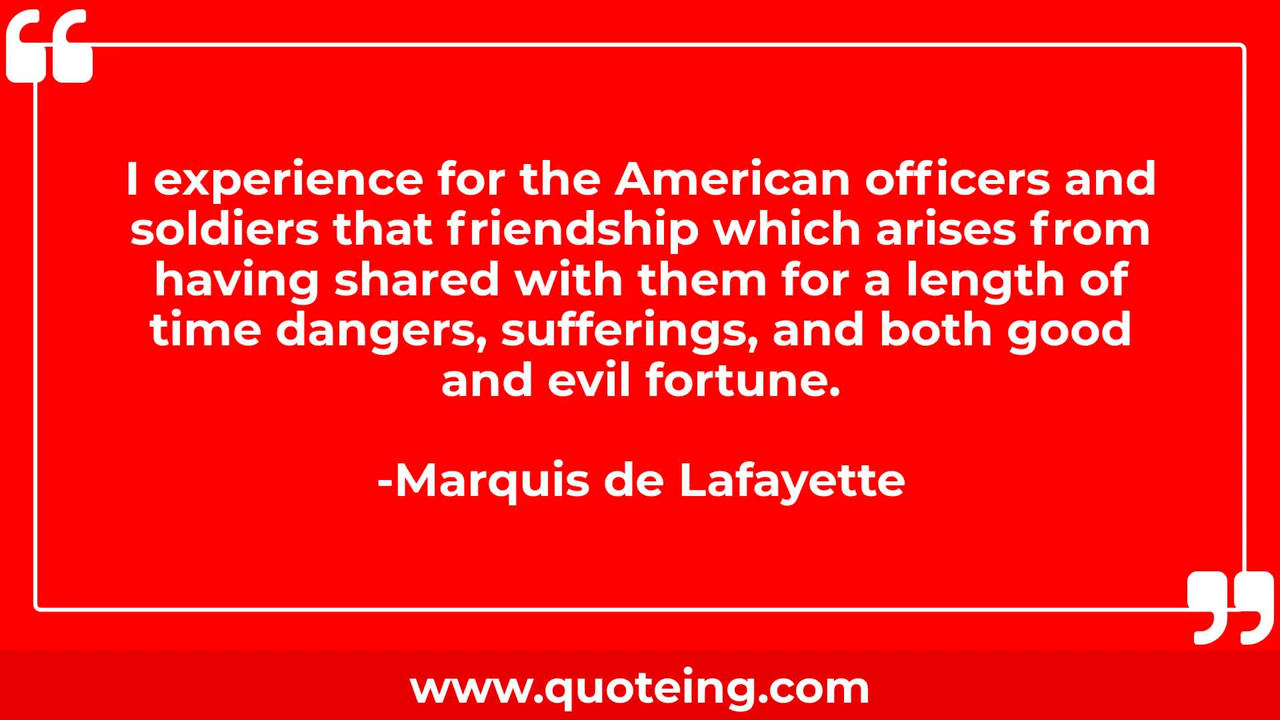 I experience for the American officers and
soldiers that friendship which arises from
having shared with them for a length of
time dangers, sufferings, and both good
and evil fortune.
-Marquis de Lafayette
www.quoteing.com